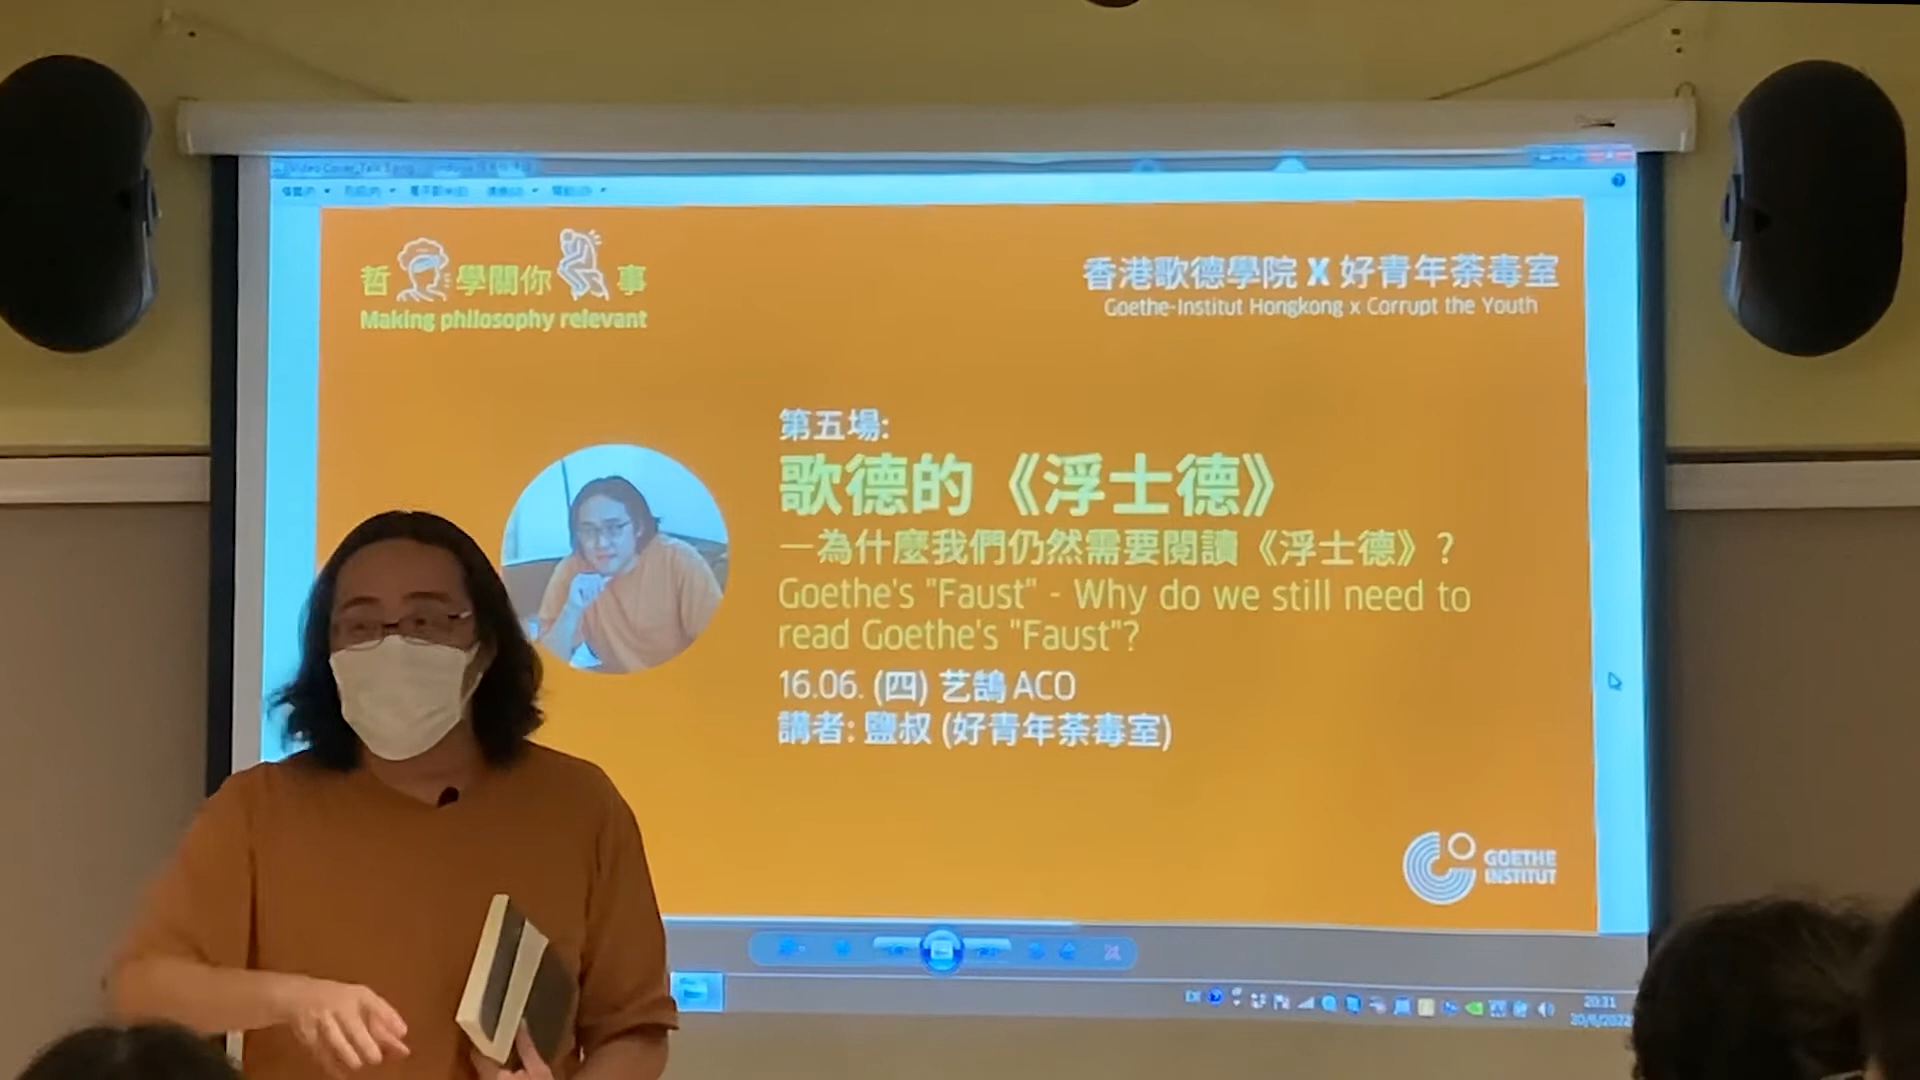 哲學關你事
Making philosophy relevant
香港歌德學院 X 好青年荼毒室
Goethe-Institut Hongkong x Corrupt the Youth
第五場:
歌德的《浮士德》
—為什麼我們仍然需要閱讀《浮士德》?
Goethe's "Faust" - Why do we still need to
read Goethe's "Faust"?
16.06. (四) 艺鵠 ACO
講者: 鹽叔 (好青年荼毒室)
GOETHE
INSTITUT
20:31